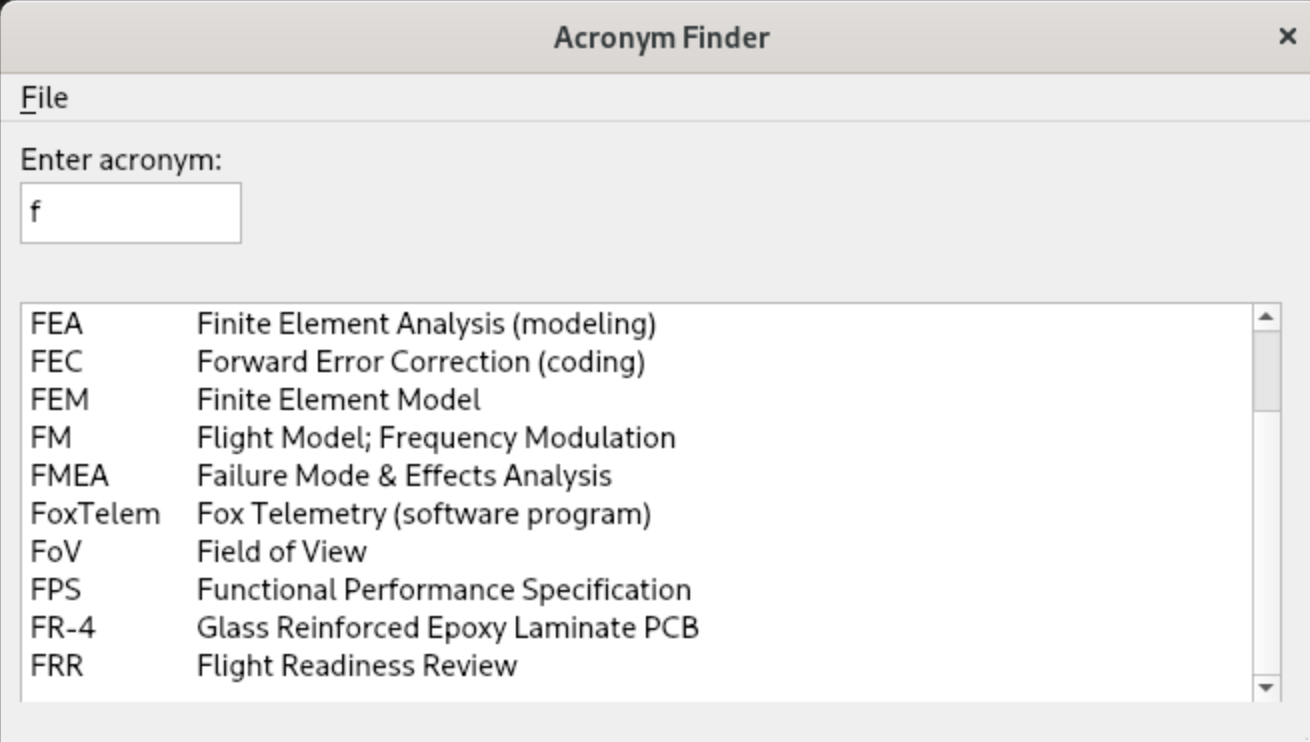 Acronym Finder ×
File
Enter acronym:
f
FEA Finite Element Analysis (modeling)
FEC Forward Error Correction (coding)
FEM Finite Element Model
FM Flight Model; Frequency Modulation
FMEA Failure Mode & Effects Analysis
FoxTelem Fox Telemetry (software program)
FoV Field of View
FPS Functional Performance Specification
FR-4 Glass Reinforced Epoxy Laminate PCB
FRR Flight Readiness Review